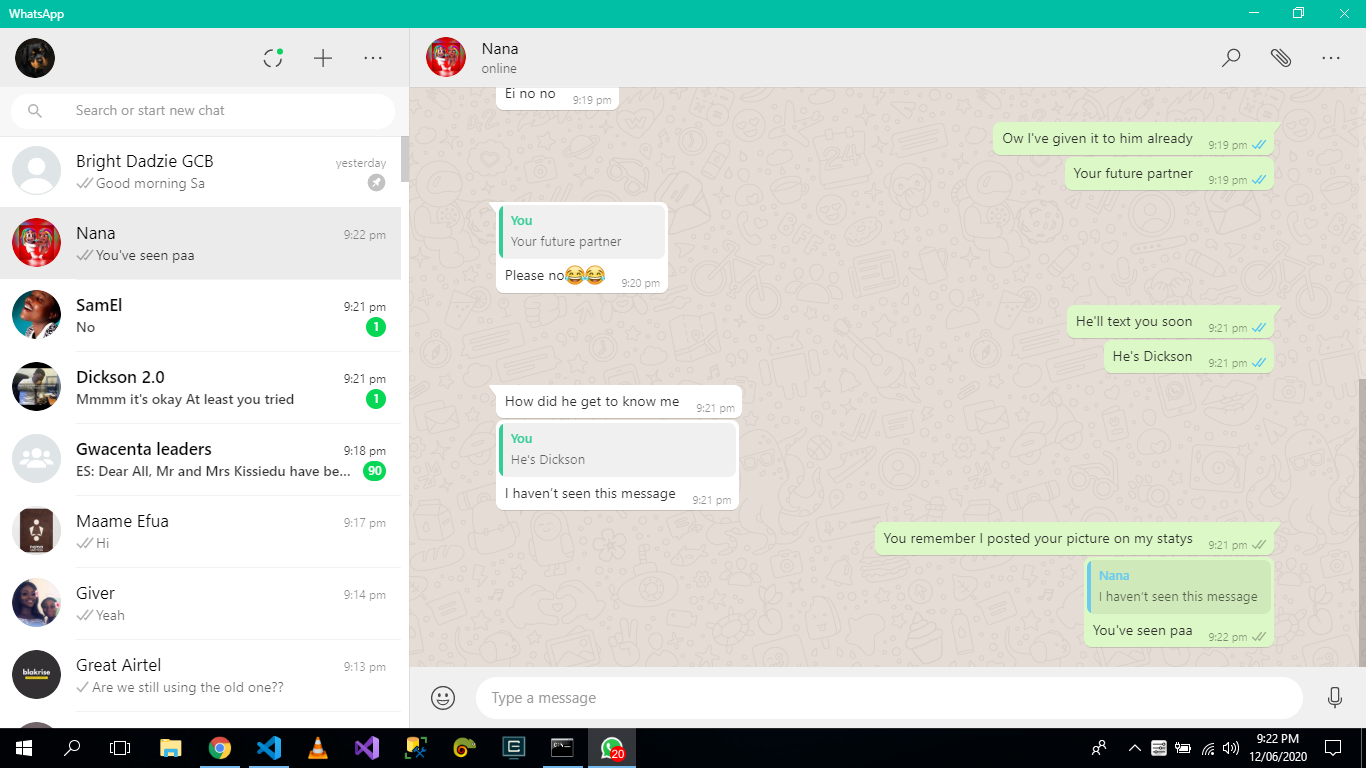 WhatsApp
Search or start new chat
Bright Dadzie GCB
yesterday
Good morning Sa
Nana
9:22 pm
You've seen paa
SamEl
9:21 pm
No
1
Dickson 2.0
9:21 pm
Mmmm it's okay At least you tried
1
Gwacenta leaders
9:18 pm
ES: Dear All, Mr and Mrs Kissiedu have be...
90
Maame Efua
9:17 pm
Hi
Giver
9:14 pm
Yeah
blakrise
Great Airtel
9:13 pm
Are we still using the old one??
Nana
online
Ei no no
9:19 pm
Ow I've given it to him already
9:19 pm
Your future partner
9:19 pm
You
Your future partner
Please no😂😂
9:20 pm
He'll text you soon
9:21 pm
He's Dickson
9:21 pm
How did he get to know me
9:21 pm
You
He's Dickson
I haven't seen this message
9:21 pm
You remember I posted your picture on my statys
9:21 pm
Nana
I haven't seen this message
You've seen paa
9:22 pm
Type a message
20
9:22 PM
12/06/2020